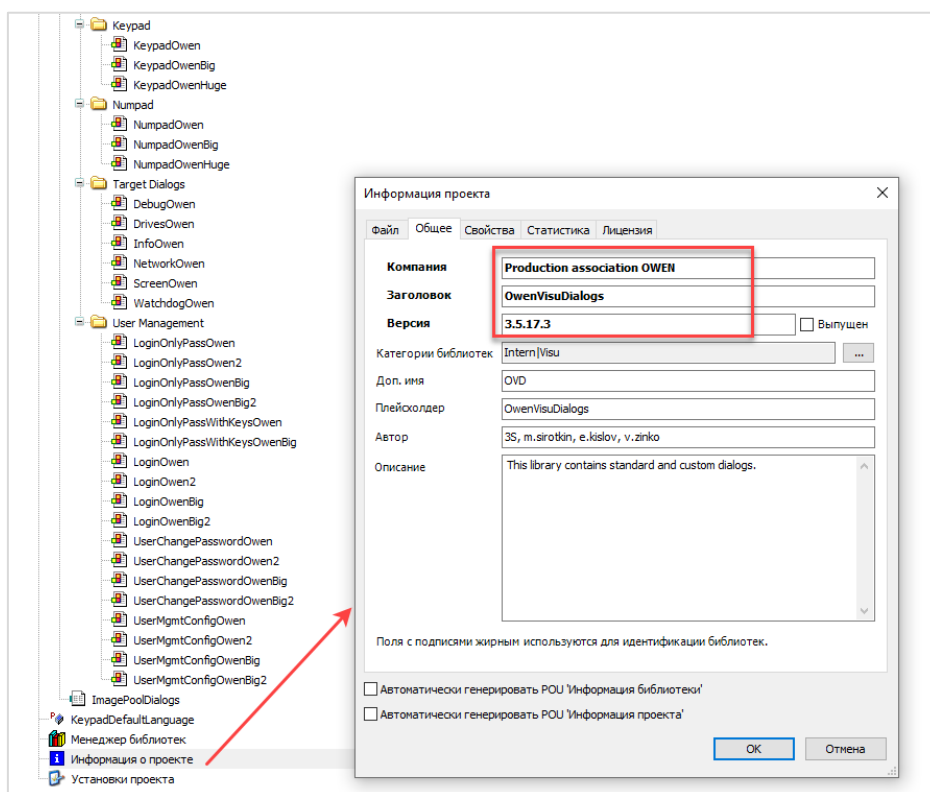 Keypad
KeypadOwen
KeypadOwenBig
KeypadOwenHuge
Numpad
NumpadOwen
NumpadOwenBig
NumpadOwenHuge
Target Dialogs
DebugOwen
DrivesOwen
InfoOwen
NetworkOwen
ScreenOwen
WatchdogOwen
User Management
LoginOnlyPassOwen
LoginOnlyPassOwen2
LoginOnlyPassOwenBig
LoginOnlyPassOwenBig2
LoginOnlyPassWithKeysOwen
LoginOnlyPassWithKeysOwenBig
LoginOwen
LoginOwen2
LoginOwenBig
LoginOwenBig2
UserChangePasswordOwen
UserChangePasswordOwen2
UserChangePasswordOwenBig
UserChangePasswordOwenBig2
UserMgmtConfigOwen
UserMgmtConfigOwen2
UserMgmtConfigOwenBig
UserMgmtConfigOwenBig2
ImagePoolDialogs
KeypadDefaultLanguage
Менеджер библиотек
Информация о проекте
Установки проекта
Информация проекта
Файл Общее Свойства Статистика Лицензия
Компания Production association OWEN
Заголовок OwenVisuDialogs
Версия 3.5.17.3 Выпущен
Категории библиотек Intern|Visu ...
Доп. имя OVD
Плейсхолдер OwenVisuDialogs
Автор 3S, m.sirotkin, e.kislov, v.zinko
Описание This library contains standard and custom dialogs.
Поля с подписями жирным используются для идентификации библиотек.
Автоматически генерировать POU 'Информация библиотеки'
Автоматически генерировать POU 'Информация проекта'
OK Отмена